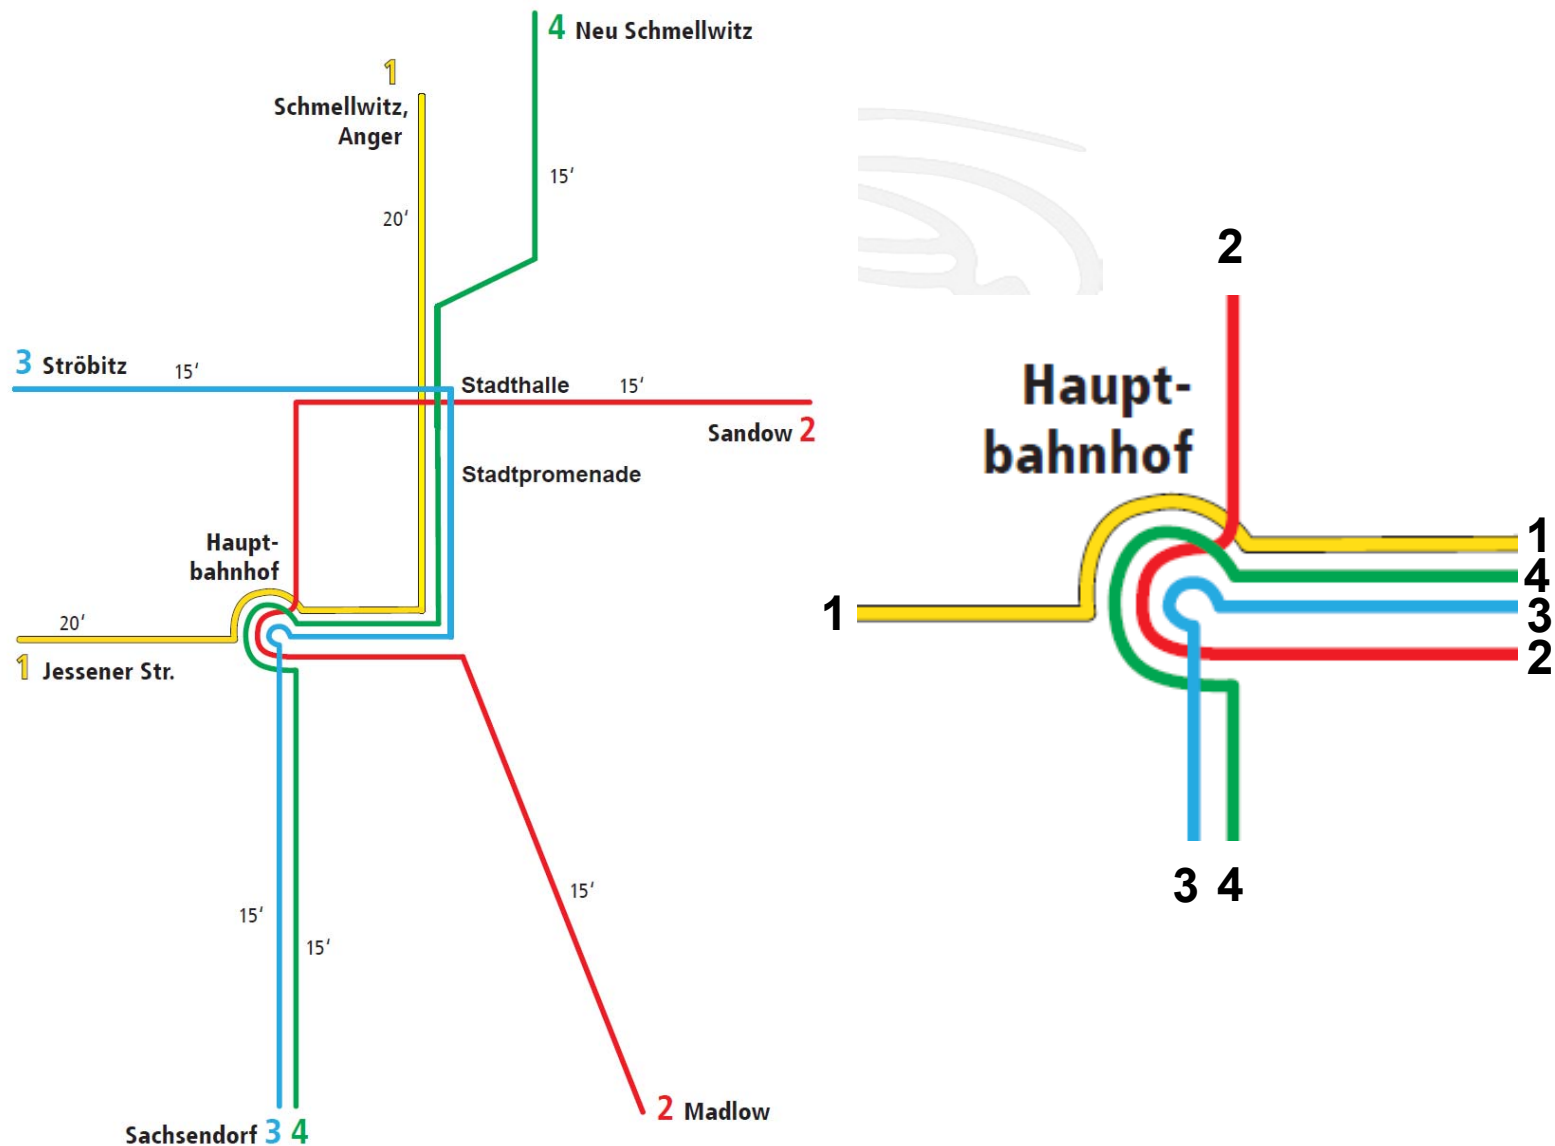 4 Neu Schmellwitz
1
Schmellwitz,
Anger
15'
20'
3 Ströbitz
15'
Stadthalle
15'
Sandow 2
Stadtpromenade
Haupt-
bahnhof
20'
1 Jessener Str.
15'
15'
15'
2 Madlow
Sachsendorf 3 4
2
Haupt-
bahnhof
1
4
1
3
2
3 4